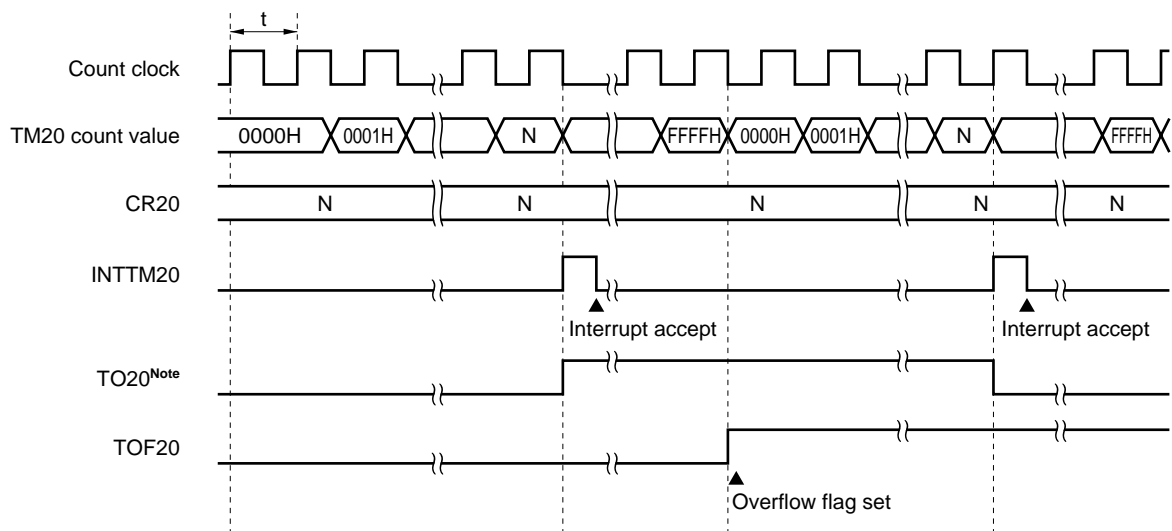 t
Count clock
TM20 count value 0000H 0001H N FFFFH 0000H 0001H N FFFFH
CR20 N N N N N
INTTM20
Interrupt accept Interrupt accept
TO20Note
TOF20
Overflow flag set